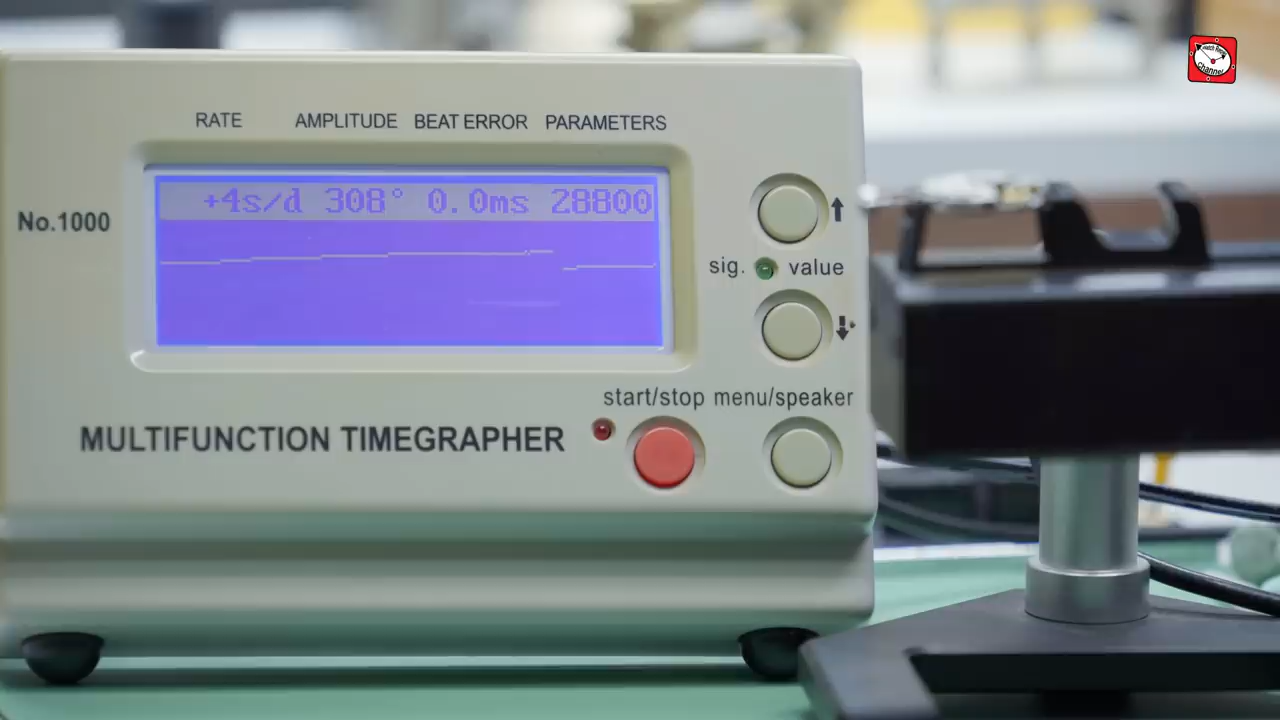 RATE AMPLITUDE BEAT ERROR PARAMETERS
+4s/d 308° 0.0ms 28800
No.1000
sig. value
start/stop menu/speaker
MULTIFUNCTION TIMEGRAPHER
Channel